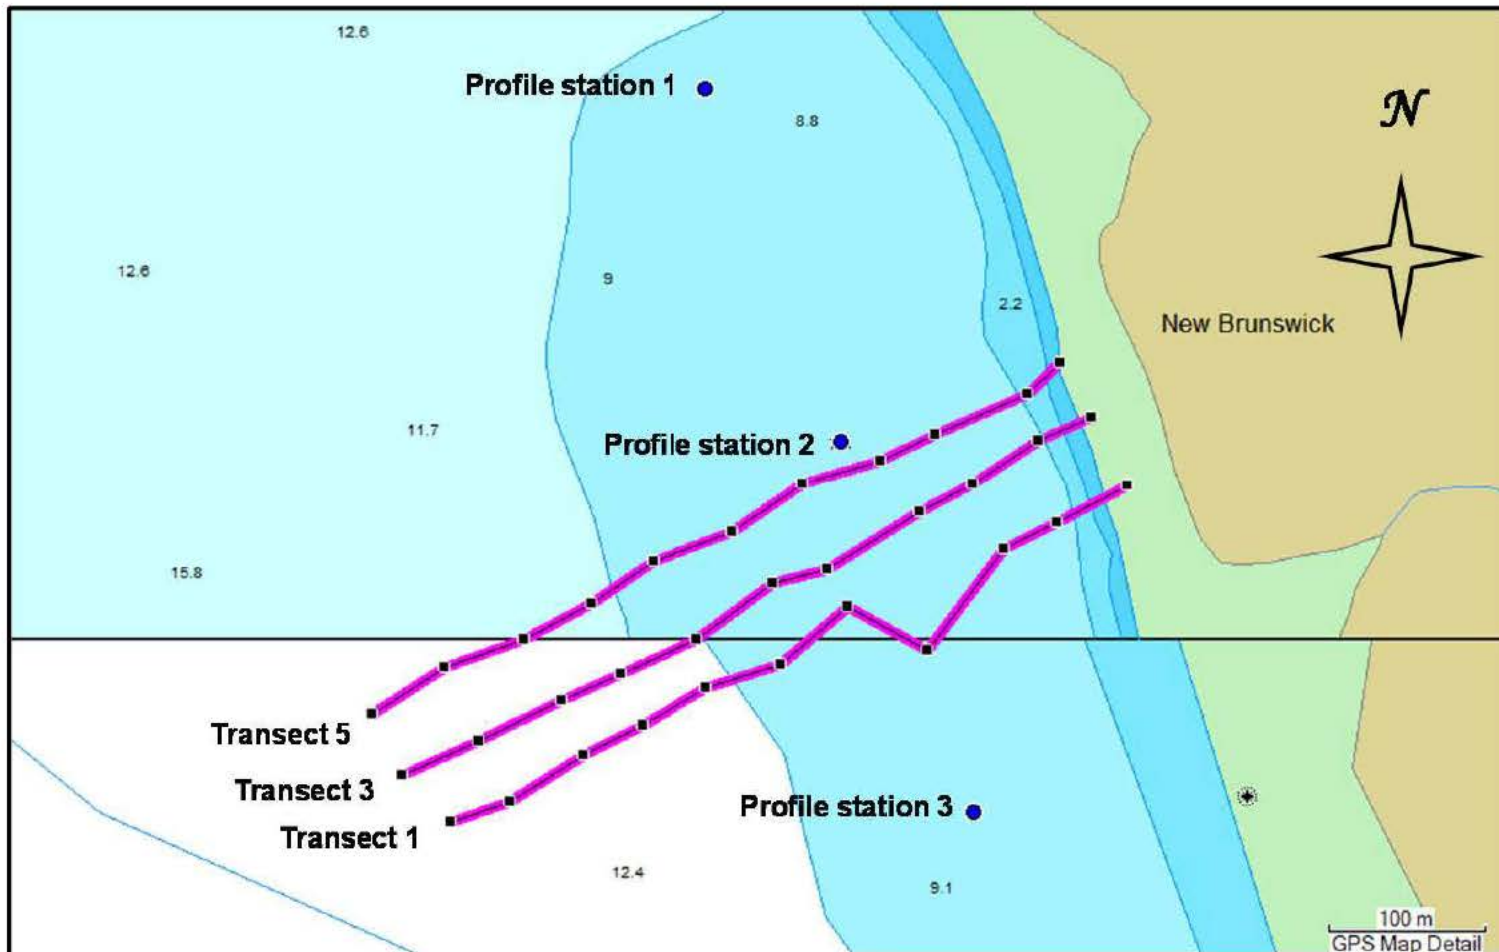 12.6
Profile station 1
8.8
N
12.6
9
2.2
New Brunswick
11.7
Profile station 2
15.8
Transect 5
Transect 3
Profile station 3
Transect 1
12.4
9.1
100 m
GPS Map Detail